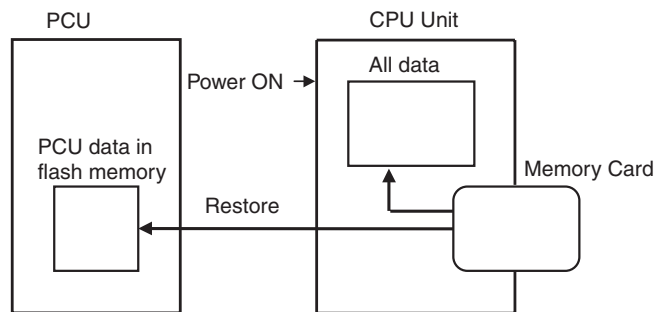 PCU
CPU Unit
Power ON
All data
PCU data in
flash memory
Memory Card
Restore